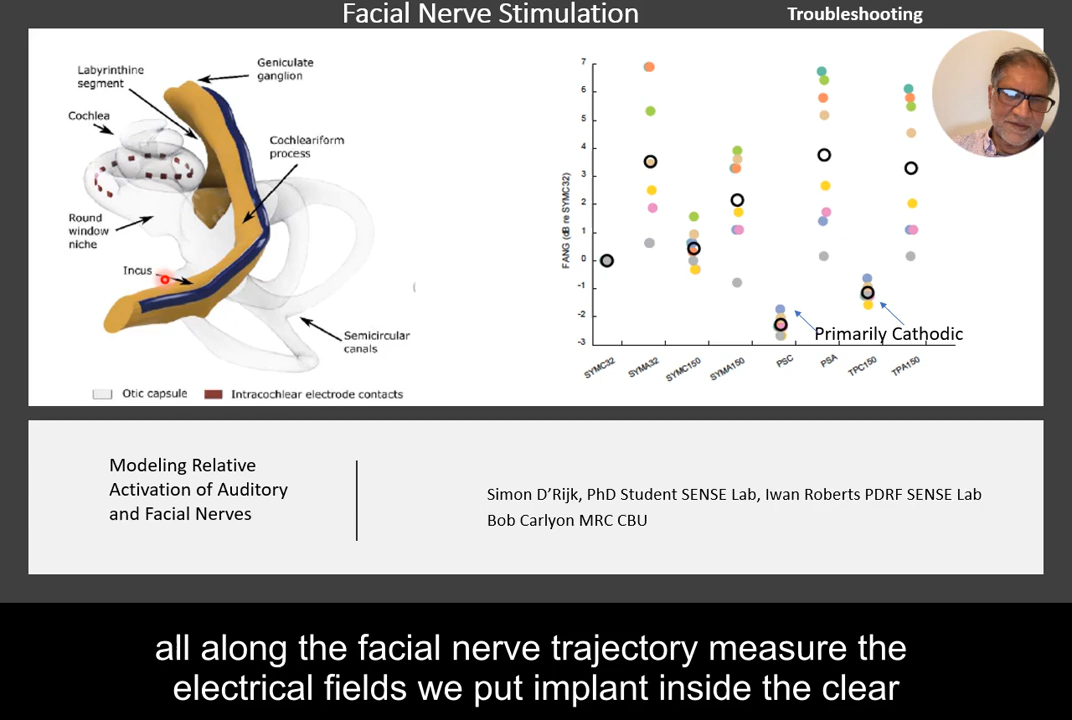 Facial Nerve Stimulation
Troubleshooting
Labyrinthine
segment
Geniculate
ganglion
Cochlea
Cochleariform
process
Round
window
niche
Incus
Semicircular
canals
Otic capsule
Intracochlear electrode contacts
FANG (dB re SYMC32)
7
6
5
4
3
2
1
0
-1
-2
-3
Primarily Cathodic
SYMC32
SYMA32
SYMC150
SYMA150
PSC
PSA
TPC150
TPA150
Modeling Relative
Activation of Auditory
and Facial Nerves
Simon D’Rijk, PhD Student SENSE Lab, Iwan Roberts PDRF SENSE Lab
Bob Carlyon MRC CBU
all along the facial nerve trajectory measure the
electrical fields we put implant inside the clear